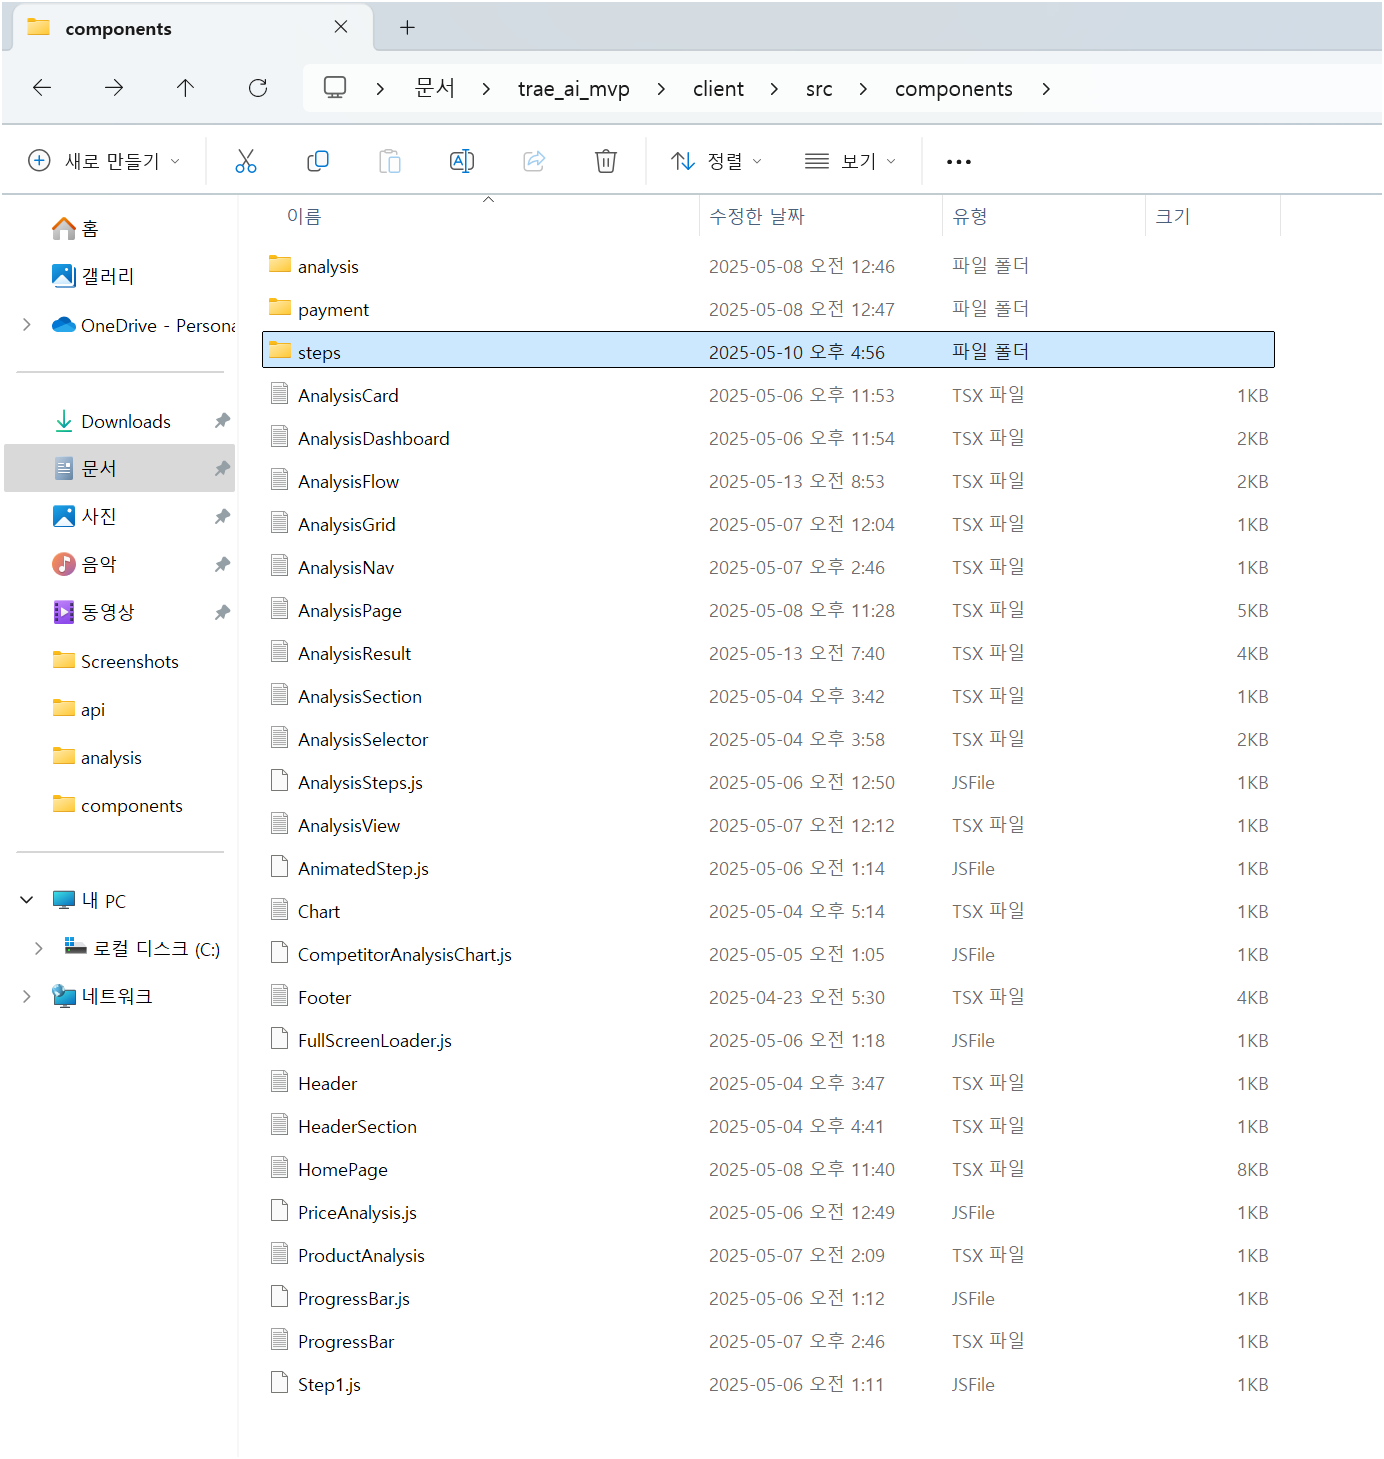 components
문서 trae_ai_mvp client src components
새로 만들기 정렬 보기
이름 수정한 날짜 유형 크기
홈
갤러리
OneDrive - Persona
Downloads
문서
사진
음악
동영상
Screenshots
api
analysis
components
내 PC
로컬 디스크 (C:)
네트워크
analysis 2025-05-08 오전 12:46 파일 폴더
payment 2025-05-08 오전 12:47 파일 폴더
steps 2025-05-10 오후 4:56 파일 폴더
AnalysisCard 2025-05-06 오후 11:53 TSX 파일 1KB
AnalysisDashboard 2025-05-06 오후 11:54 TSX 파일 2KB
AnalysisFlow 2025-05-13 오전 8:53 TSX 파일 2KB
AnalysisGrid 2025-05-07 오전 12:04 TSX 파일 1KB
AnalysisNav 2025-05-07 오후 2:46 TSX 파일 1KB
AnalysisPage 2025-05-08 오후 11:28 TSX 파일 5KB
AnalysisResult 2025-05-13 오전 7:40 TSX 파일 4KB
AnalysisSection 2025-05-04 오후 3:42 TSX 파일 1KB
AnalysisSelector 2025-05-04 오후 3:58 TSX 파일 2KB
AnalysisSteps.js 2025-05-06 오전 12:50 JSFile 1KB
AnalysisView 2025-05-07 오전 12:12 TSX 파일 1KB
AnimatedStep.js 2025-05-06 오전 1:14 JSFile 1KB
Chart 2025-05-04 오후 5:14 TSX 파일 1KB
CompetitorAnalysisChart.js 2025-05-05 오전 1:05 JSFile 1KB
Footer 2025-04-23 오전 5:30 TSX 파일 4KB
FullScreenLoader.js 2025-05-06 오전 1:18 JSFile 1KB
Header 2025-05-04 오후 3:47 TSX 파일 1KB
HeaderSection 2025-05-04 오후 4:41 TSX 파일 1KB
HomePage 2025-05-08 오후 11:40 TSX 파일 8KB
PriceAnalysis.js 2025-05-06 오전 12:49 JSFile 1KB
ProductAnalysis 2025-05-07 오전 2:09 TSX 파일 1KB
ProgressBar.js 2025-05-06 오전 1:12 JSFile 1KB
ProgressBar 2025-05-07 오후 2:46 TSX 파일 1KB
Step1.js 2025-05-06 오전 1:11 JSFile 1KB